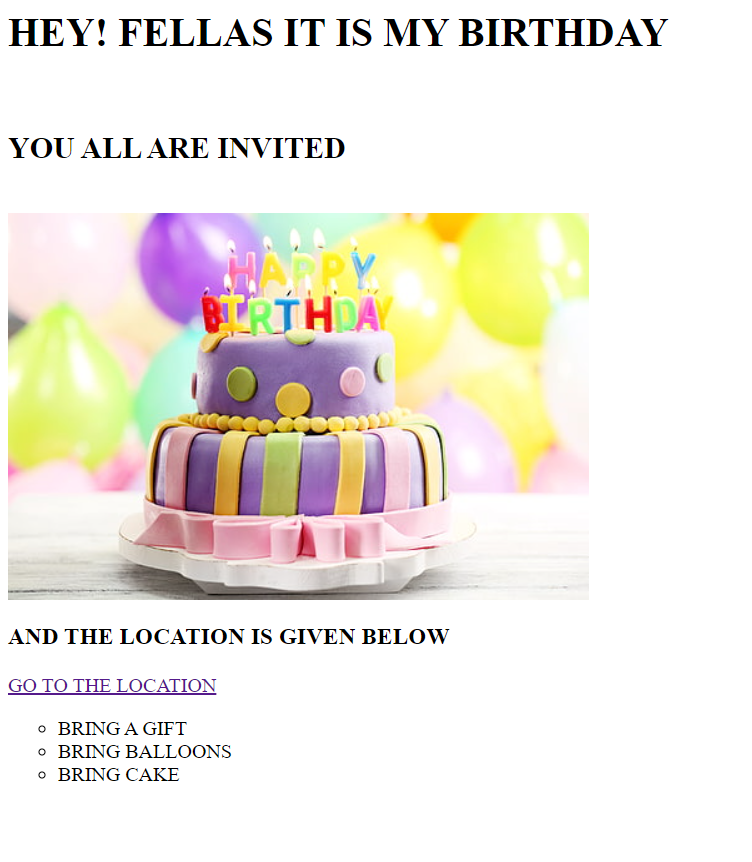 HEY! FELLAS IT IS MY BIRTHDAY
YOU ALL ARE INVITED
HAPPY
BIRTHDAY
AND THE LOCATION IS GIVEN BELOW
GO TO THE LOCATION
BRING A GIFT
BRING BALLOONS
BRING CAKE